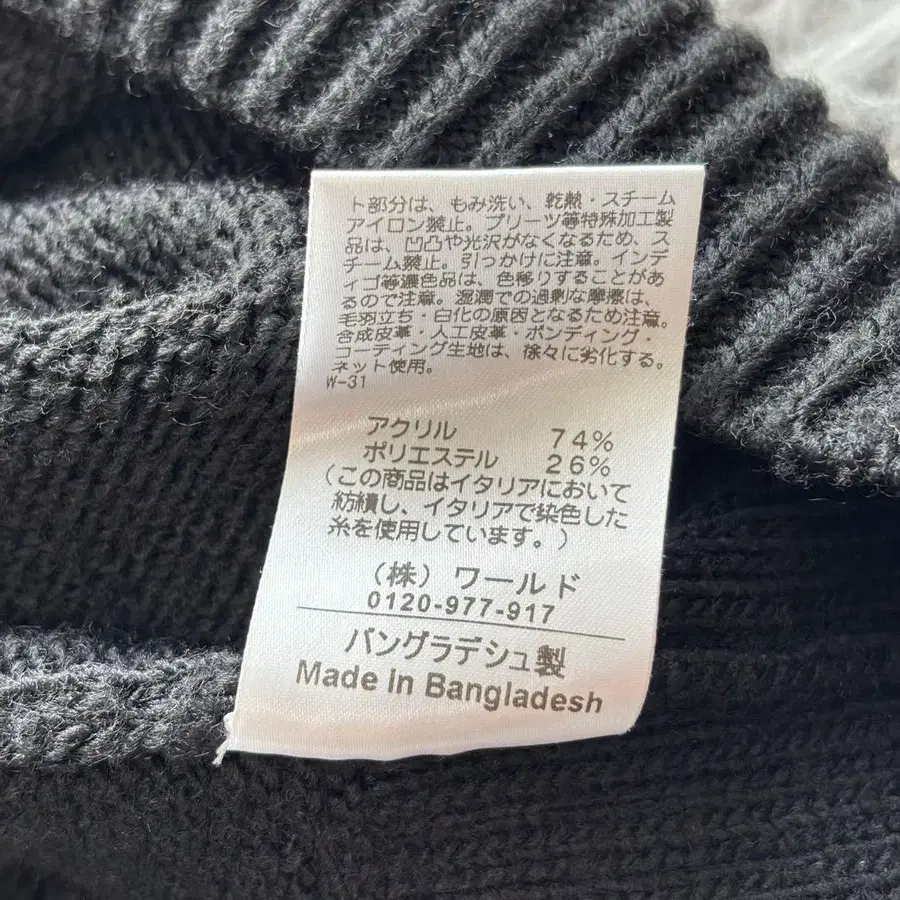 ト部分は、もみ洗い、乾熱・スチーム
アイロン禁止。プリーツ等特殊加工製
品は、凹凸や光沢がなくなるため、ス
チーム禁止。引っかけに注意。インデ
ィゴ等濃色品は、色移りすることがあ
るので注意。湿潤での過剰な摩擦は、
毛羽立ち・白化の原因となるため注意。
合成皮革・人工皮革・ボンディング・
コーティング生地は、徐々に劣化する。
ネット使用。
W-31
アクリル 74%
ポリエステル 26%
(この商品はイタリアにおいて
紡績し、イタリアで染色した
糸を使用しています。)
(株) ワールド
0120-977-917
バングラデシュ製
Made In Bangladesh